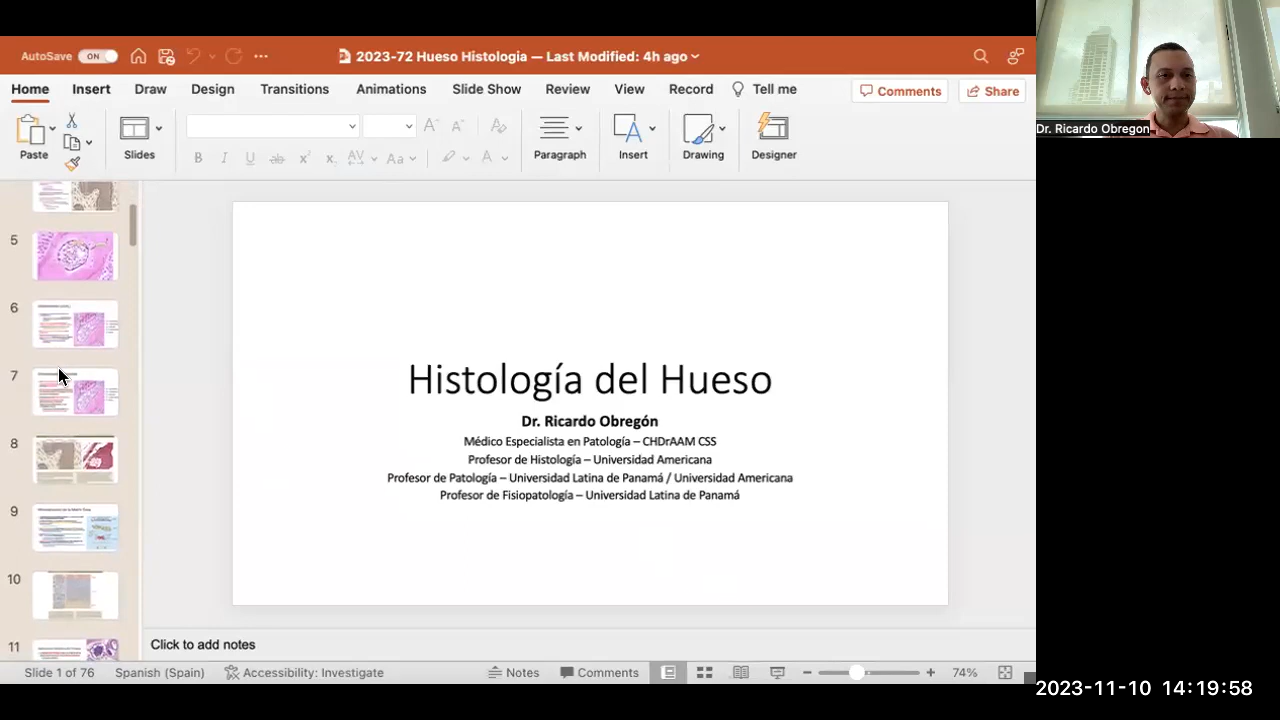 AutoSave ON 2023-72 Hueso Histologia — Last Modified: 4h ago
Home Insert Draw Design Transitions Animations Slide Show Review View Record Tell me Comments Share
Paste Slides Paragraph Insert Drawing Designer
Dr. Ricardo Obregon
5
6
7
8
9
10
11
Histología del Hueso
Dr. Ricardo Obregón
Médico Especialista en Patología – CHDrAAM CSS
Profesor de Histología – Universidad Americana
Profesor de Patología – Universidad Latina de Panamá / Universidad Americana
Profesor de Fisiopatología – Universidad Latina de Panamá
Click to add notes
Slide 1 of 76 Spanish (Spain) Accessibility: Investigate Notes Comments 74%
2023-11-10 14:19:58